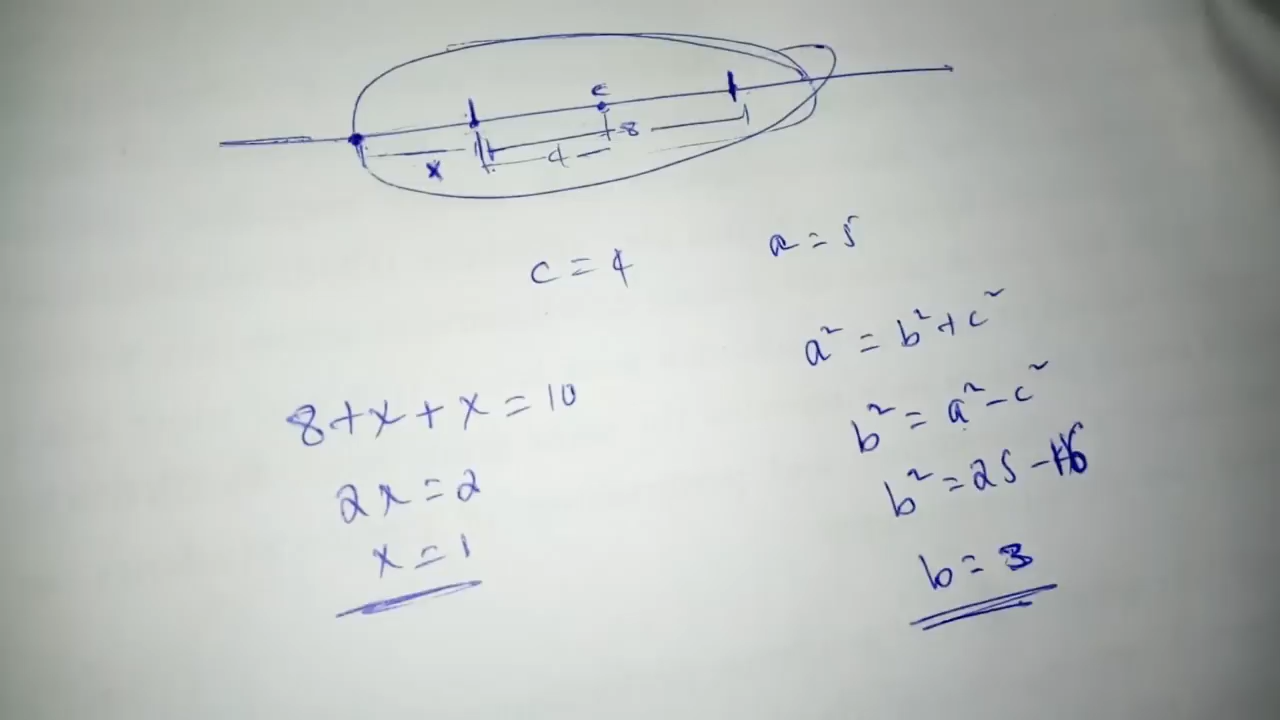 c
8
x
4
c = 4
a = 5
a² = b² + c²
8 + x + x = 10
b² = a² - c²
2x = 2
b² = 25 - 16
x = 1
b = 3